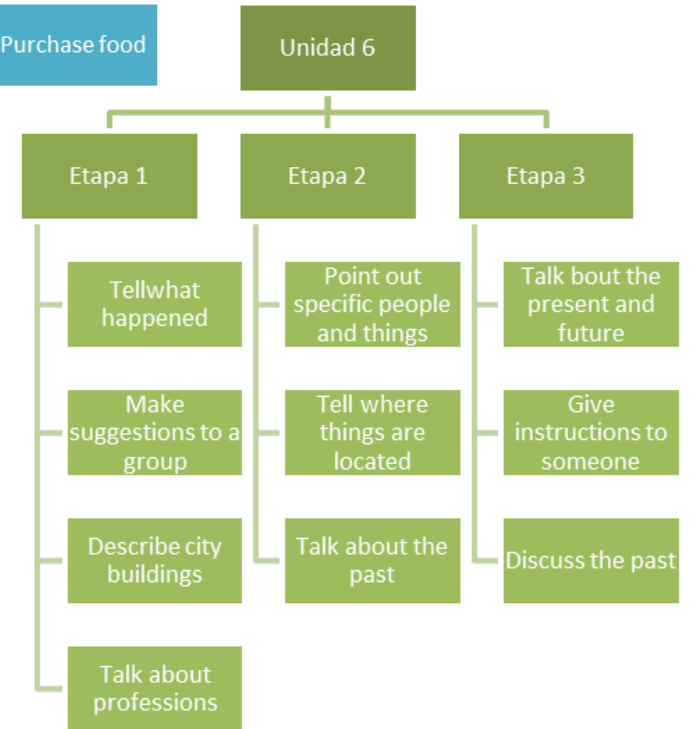 Purchase food
Unidad 6
Etapa 1
Tellwhat
happened
Make
suggestions to a
group
Describe city
buildings
Talk about
professions
Etapa 2
Point out
specific people
and things
Tell where
things are
located
Talk about the
past
Etapa 3
Talk bout the
present and
future
Give
instructions to
someone
Discuss the past